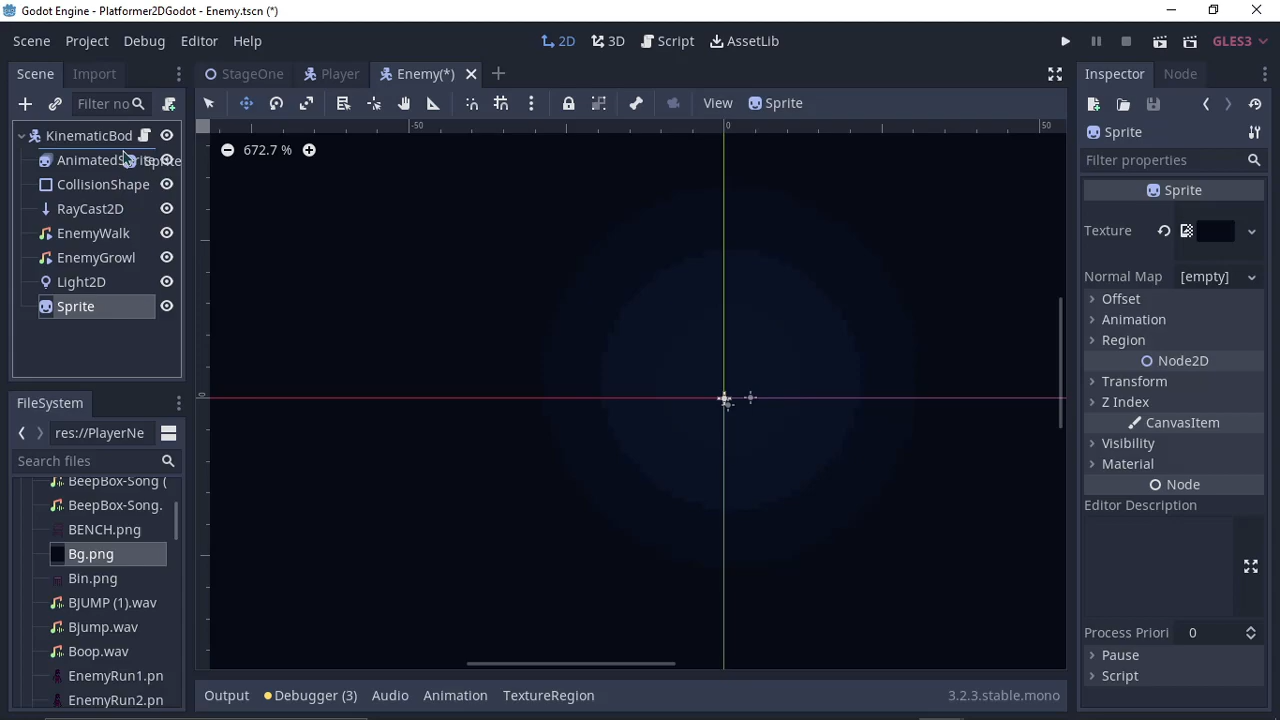 Godot Engine - Platformer2DGodot - Enemy.tscn (*)
Scene Project Debug Editor Help
2D 3D Script AssetLib
GLES3
Scene Import
StageOne Player Enemy(*)
Inspector Node
Filter no
View Sprite
KinematicBod
AnimatedSprite
Sprite
CollisionShape
RayCast2D
EnemyWalk
EnemyGrowl
Light2D
Sprite
-50 0 50
672.7 %
0
Sprite
Filter properties
Sprite
Texture
Normal Map [empty]
Offset
Animation
Region
Node2D
Transform
Z Index
CanvasItem
Visibility
Material
Node
Editor Description
Process Priori 0
Pause
Script
FileSystem
res://PlayerNe
Search files
BeepBox-Song (
BeepBox-Song.
BENCH.png
Bg.png
Bin.png
BJUMP (1).wav
Bjump.wav
Boop.wav
EnemyRun1.pn
EnemyRun2.pn
Output Debugger (3) Audio Animation TextureRegion
3.2.3.stable.mono